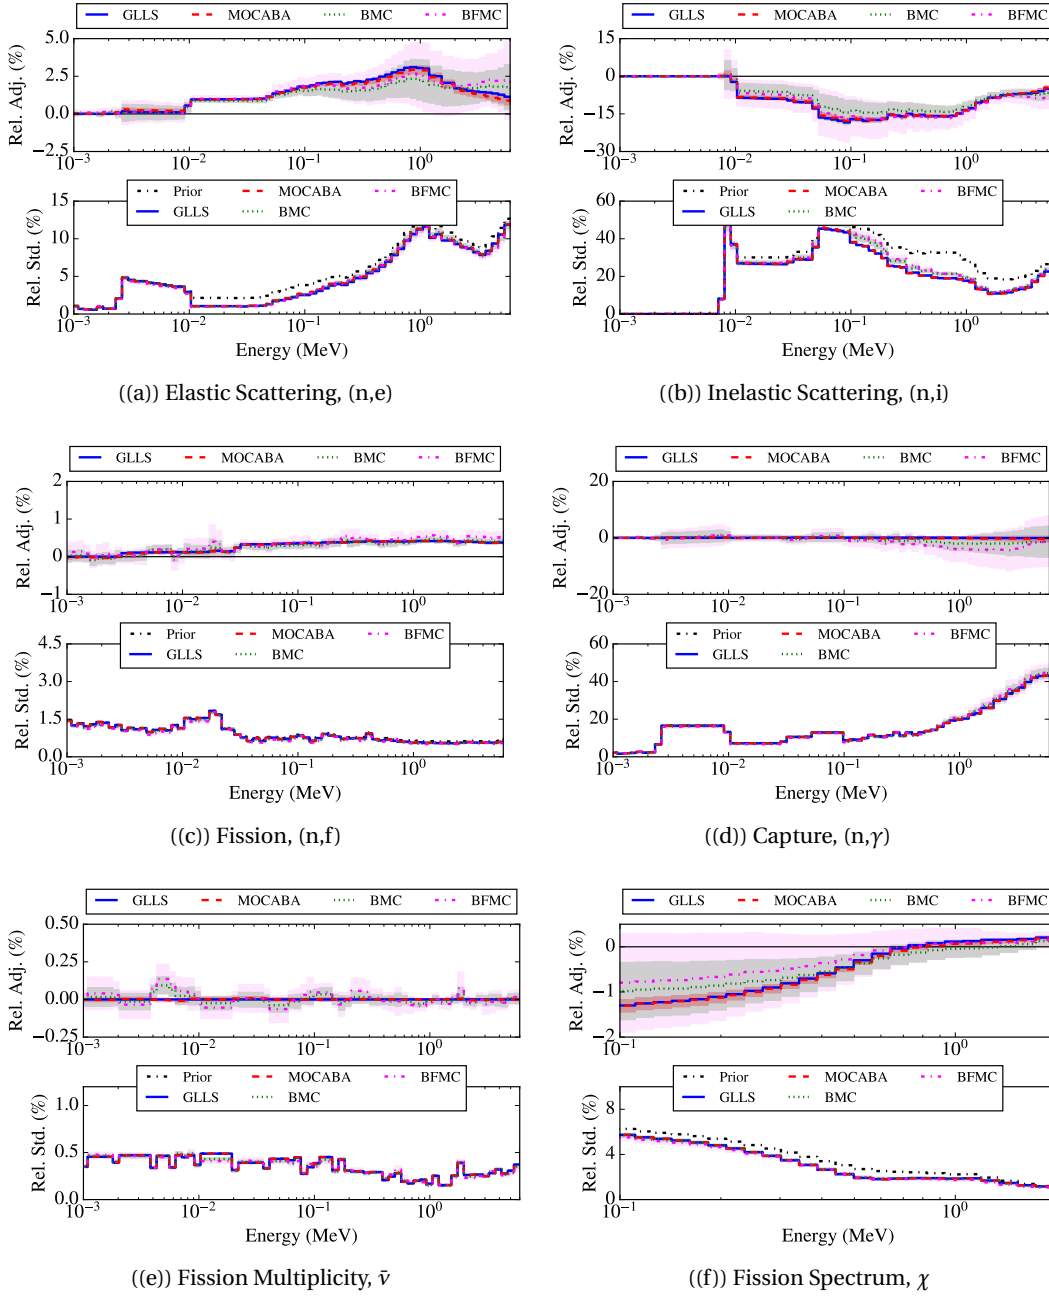 GLLS MOCABA BMC BFMC
5.0
2.5
0.0
−2.5
Rel. Adj. (%)
10⁻³ 10⁻² 10⁻¹ 10⁰
Prior MOCABA BFMC
GLLS BMC
15
10
5
0
Rel. Std. (%)
10⁻³ 10⁻² 10⁻¹ 10⁰
Energy (MeV)
((a)) Elastic Scattering, (n,e)
GLLS MOCABA BMC BFMC
15
0
−15
−30
Rel. Adj. (%)
10⁻³ 10⁻² 10⁻¹ 10⁰
Prior MOCABA BFMC
GLLS BMC
60
40
20
0
Rel. Std. (%)
10⁻³ 10⁻² 10⁻¹ 10⁰
Energy (MeV)
((b)) Inelastic Scattering, (n,i)
GLLS MOCABA BMC BFMC
2
1
0
−1
Rel. Adj. (%)
10⁻³ 10⁻² 10⁻¹ 10⁰
Prior MOCABA BFMC
GLLS BMC
4.5
3.0
1.5
0.0
Rel. Std. (%)
10⁻³ 10⁻² 10⁻¹ 10⁰
Energy (MeV)
((c)) Fission, (n,f)
GLLS MOCABA BMC BFMC
20
0
−20
Rel. Adj. (%)
10⁻³ 10⁻² 10⁻¹ 10⁰
Prior MOCABA BFMC
GLLS BMC
60
40
20
0
Rel. Std. (%)
10⁻³ 10⁻² 10⁻¹ 10⁰
Energy (MeV)
((d)) Capture, (n,γ)
GLLS MOCABA BMC BFMC
0.50
0.25
0.00
−0.25
Rel. Adj. (%)
10⁻³ 10⁻² 10⁻¹ 10⁰
Prior MOCABA BFMC
GLLS BMC
1.0
0.5
0.0
Rel. Std. (%)
10⁻³ 10⁻² 10⁻¹ 10⁰
Energy (MeV)
((e)) Fission Multiplicity, ν̄
GLLS MOCABA BMC BFMC
0
−1
−2
Rel. Adj. (%)
10⁻¹ 10⁰
Prior MOCABA BFMC
GLLS BMC
8
4
0
Rel. Std. (%)
10⁻¹ 10⁰
Energy (MeV)
((f)) Fission Spectrum, χ